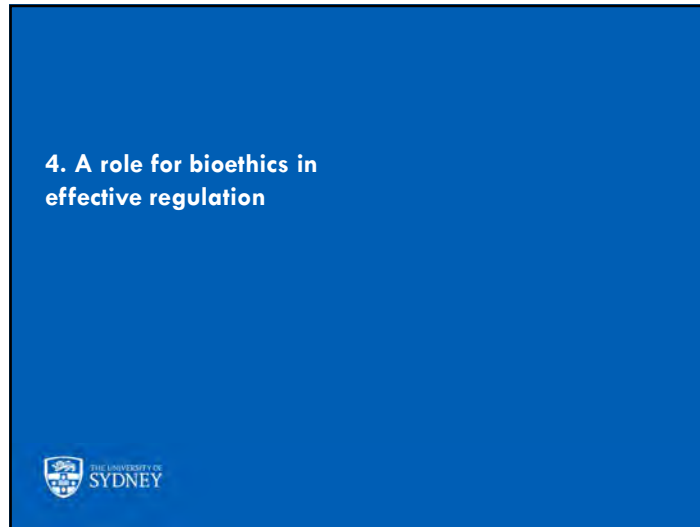 4. A role for bioethics in
effective regulation
THE UNIVERSITY OF
SYDNEY